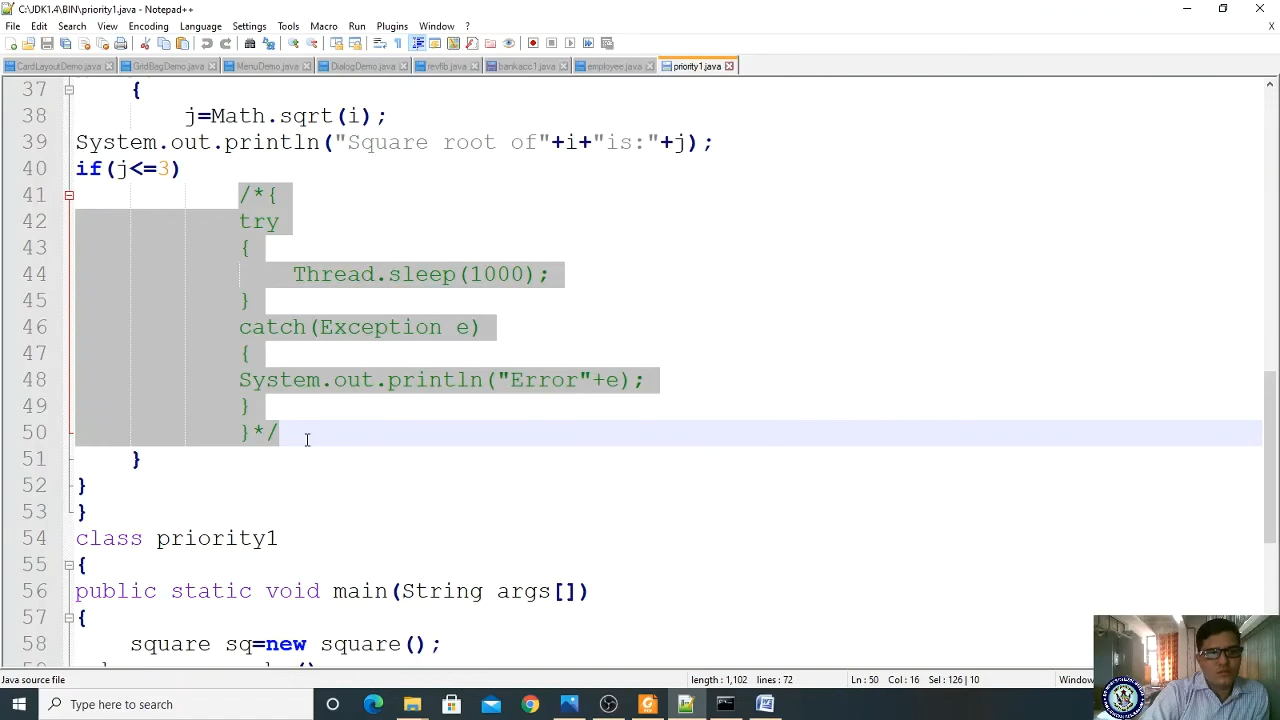 C:\JDK1.4\BIN\priority1.java - Notepad++
File Edit Search View Encoding Language Settings Tools Macro Run Plugins Window ?
X
CardLayoutDemo.java GridBagDemo.java MenuDemo.java DialogDemo.java revfib.java bankacc1.java employee.java priority1.java
37 {
38 j=Math.sqrt(i);
39 System.out.println("Square root of"+i+"is:"+j);
40 if(j<=3)
41 /*{
42 try
43 {
44 Thread.sleep(1000);
45 }
46 catch(Exception e)
47 {
48 System.out.println("Error"+e);
49 }
50 }*/
51 }
52 }
53 }
54 class priority1
55 {
56 public static void main(String args[])
57 {
58 square sq=new square();
Java source file length : 1,102 lines : 72 Ln : 50 Col : 16 Sel : 126 | 10 Window
Type here to search